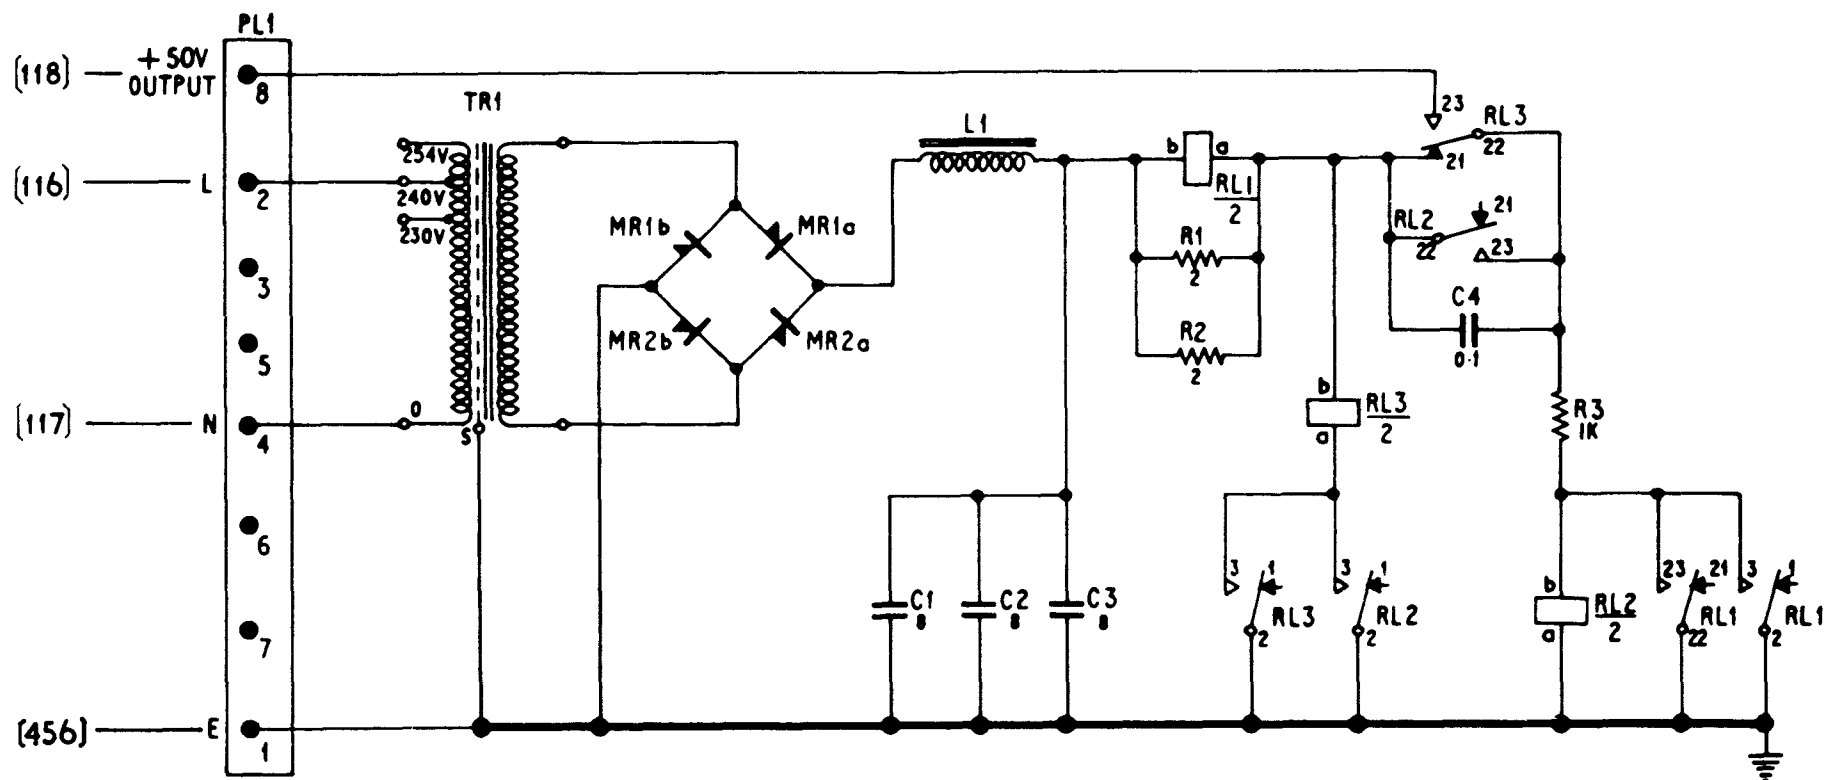 PL1
[118] + 50V OUTPUT 8
TR1
254V
[116] L 2
240V
230V
3
5
[117] N 4
0
S
6
7
[456] E 1
MR1b
MR1a
MR2b
MR2a
L1
b a
RL1
2
R1
2
R2
2
23
RL3
22
21
21
RL2
22
23
C4
0·1
b
RL3
2
a
R3
1K
C1
8
C2
8
C3
8
3 1
RL3
2
3 1
RL2
2
b
RL2
2
a
23 21
RL1
22
3 1
RL1
2